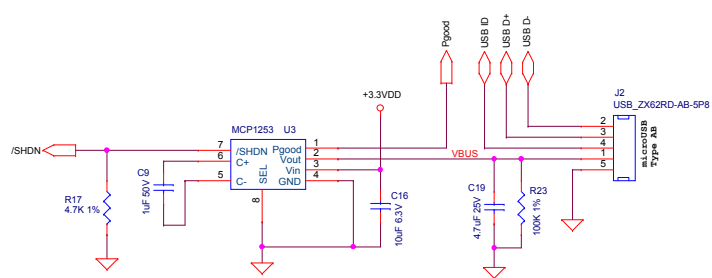 Pgood
USB ID
USB D+
USB D-
+3.3VDD
J2
USB_ZX62RD-AB-5P8
MCP1253 U3
/SHDN
7 /SHDN Pgood 1
6 C+ Vout 2
Vin 3
5 C- GND 4
SEL
8
VBUS
2
3
4
1
5
microUSB
Type AB
C9
1uF 50V
R17
4.7K 1%
C16
10uF 6.3V
C19
4.7uF 25V
R23
100K 1%